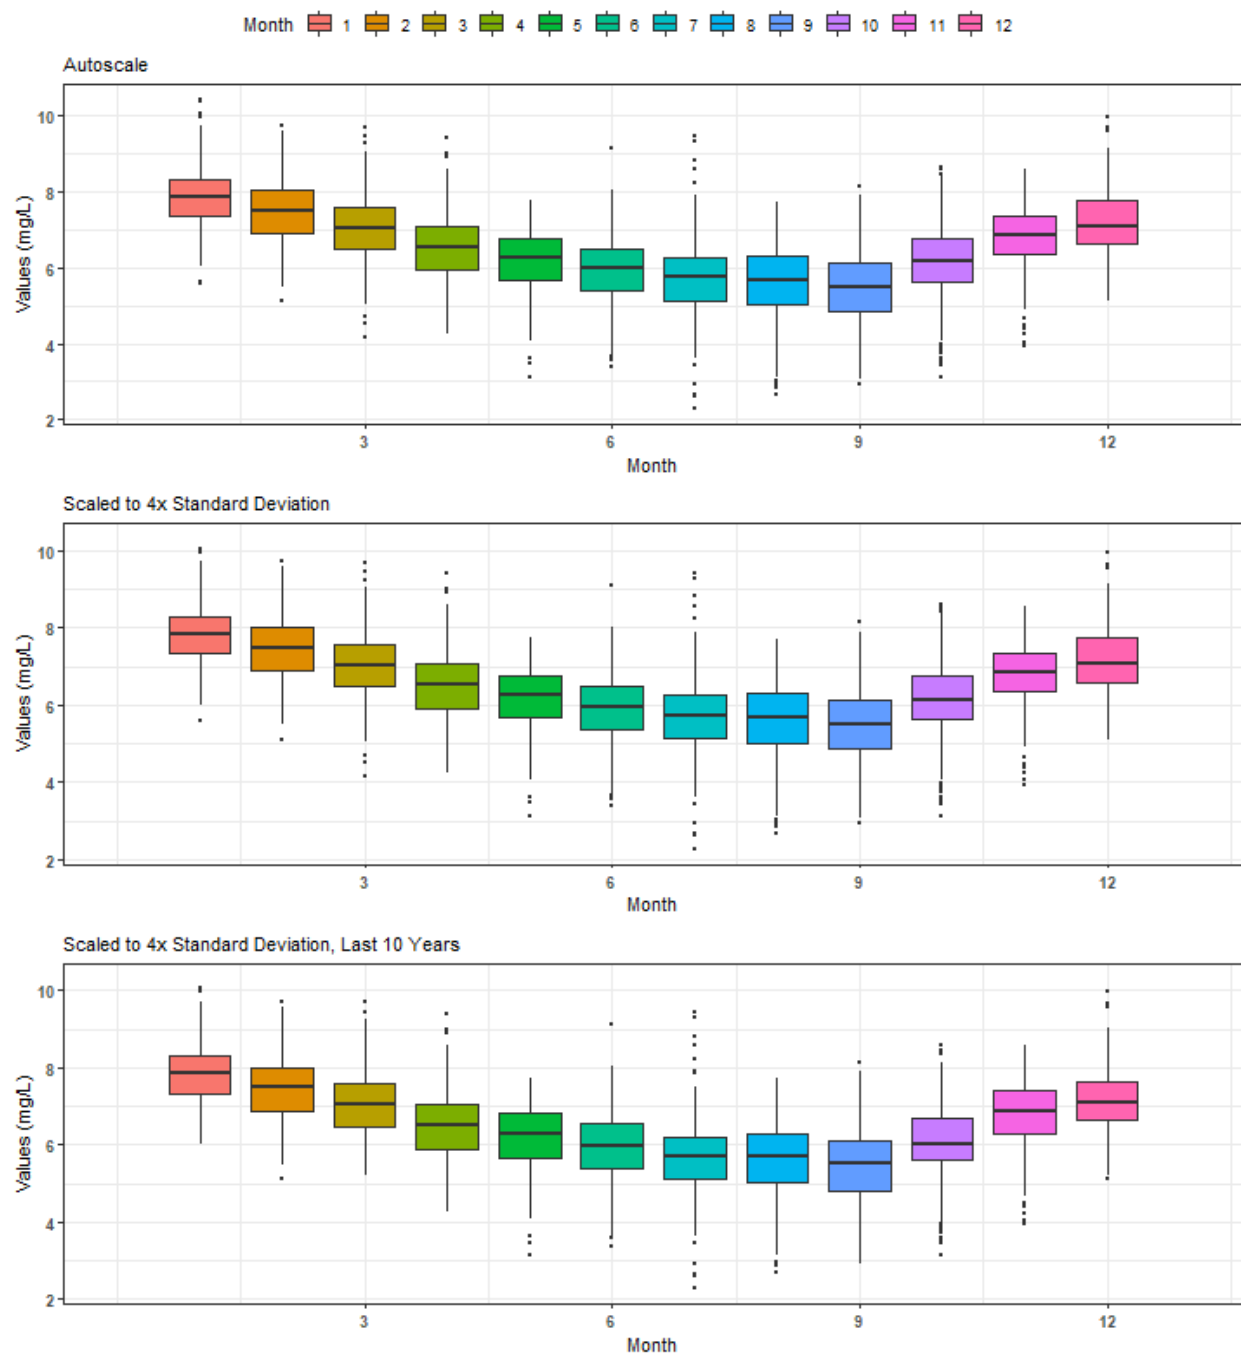 Month 1 2 3 4 5 6 7 8 9 10 11 12
Autoscale
Values (mg/L)
10
8
6
4
2
3 6 9 12
Month
Scaled to 4x Standard Deviation
Values (mg/L)
10
8
6
4
2
3 6 9 12
Month
Scaled to 4x Standard Deviation, Last 10 Years
Values (mg/L)
10
8
6
4
2
3 6 9 12
Month